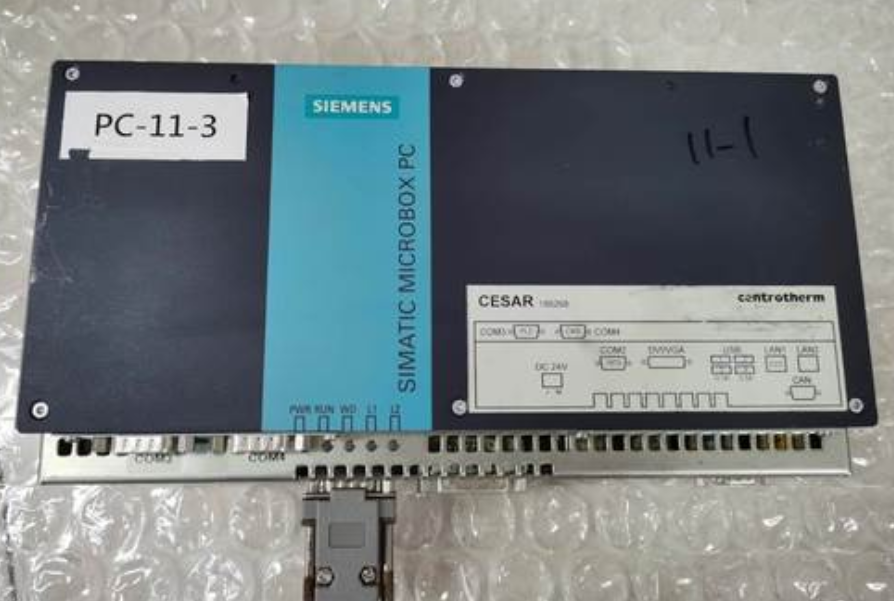 SIEMENS
PC-11-3
11-1
SIMATIC MICROBOX PC
CESAR
centrotherm
COM3 PLC COM4
COM2 DVI/VGA USB LAN1 LAN2
DC 24V
CAN
PWR RUN WD L1 L2
COM3 COM4